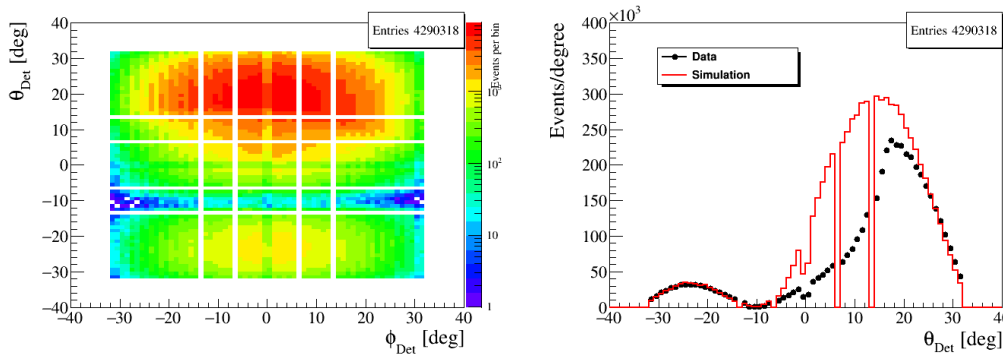 θDet [deg]
40
30
20
10
0
−10
−20
−30
−40
−40 −30 −20 −10 0 10 20 30 40
ϕDet [deg]
Entries 4290318
Events per bin
10²
10
1
Events/degree
×10³
400
350
300
250
200
150
100
50
0
−40 −30 −20 −10 0 10 20 30 40
θDet [deg]
Entries 4290318
Data
Simulation